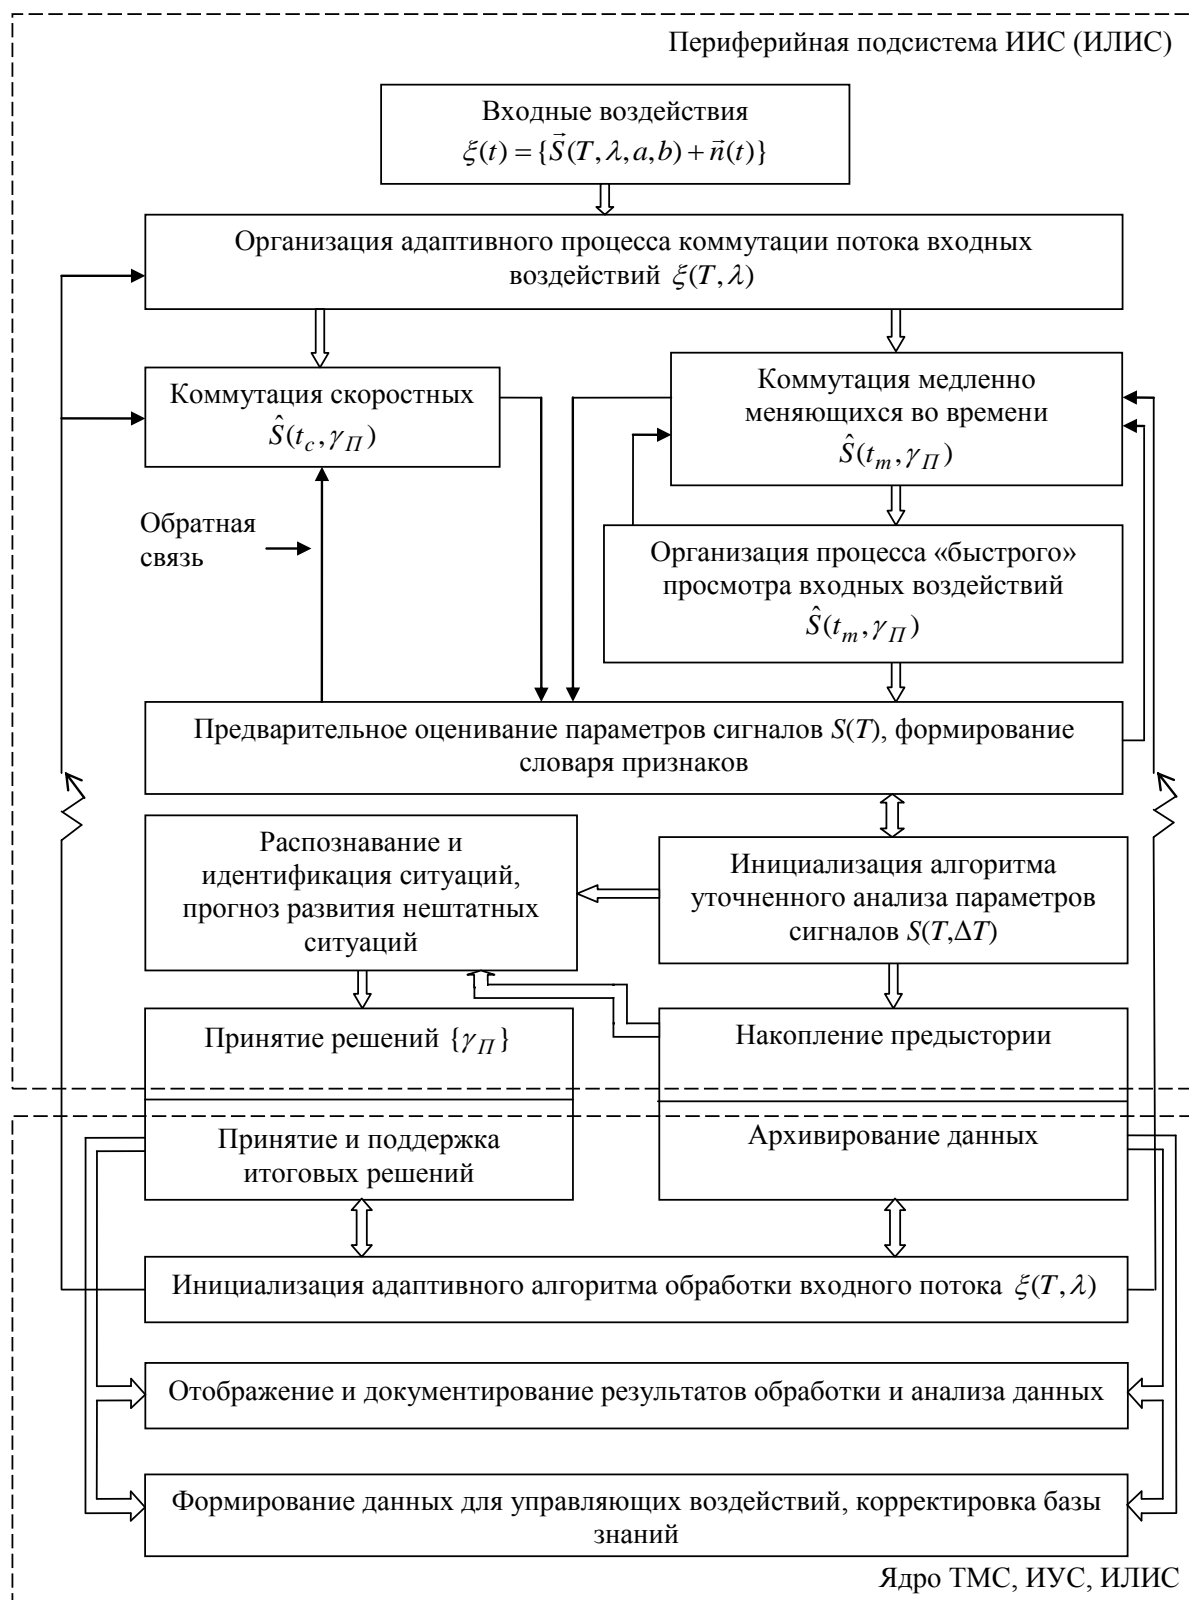 Периферийная подсистема ИИС (ИЛИС)
Входные воздействия
ξ(t) = {S⃗(T, λ, a, b) + n⃗(t)}
Организация адаптивного процесса коммутации потока входных
воздействий ξ(T, λ)
Коммутация скоростных
Ŝ(t_c, γ_П)
Коммутация медленно
меняющихся во времени
Ŝ(t_m, γ_П)
Обратная
связь
Организация процесса «быстрого»
просмотра входных воздействий
Ŝ(t_m, γ_П)
Предварительное оценивание параметров сигналов S(T), формирование
словаря признаков
Распознавание и
идентификация ситуаций,
прогноз развития нештатных
ситуаций
Инициализация алгоритма
уточненного анализа параметров
сигналов S(T,ΔT)
Принятие решений {γ_П}
Накопление предыстории
Принятие и поддержка
итоговых решений
Архивирование данных
Инициализация адаптивного алгоритма обработки входного потока ξ(T, λ)
Отображение и документирование результатов обработки и анализа данных
Формирование данных для управляющих воздействий, корректировка базы
знаний
Ядро ТМС, ИУС, ИЛИС